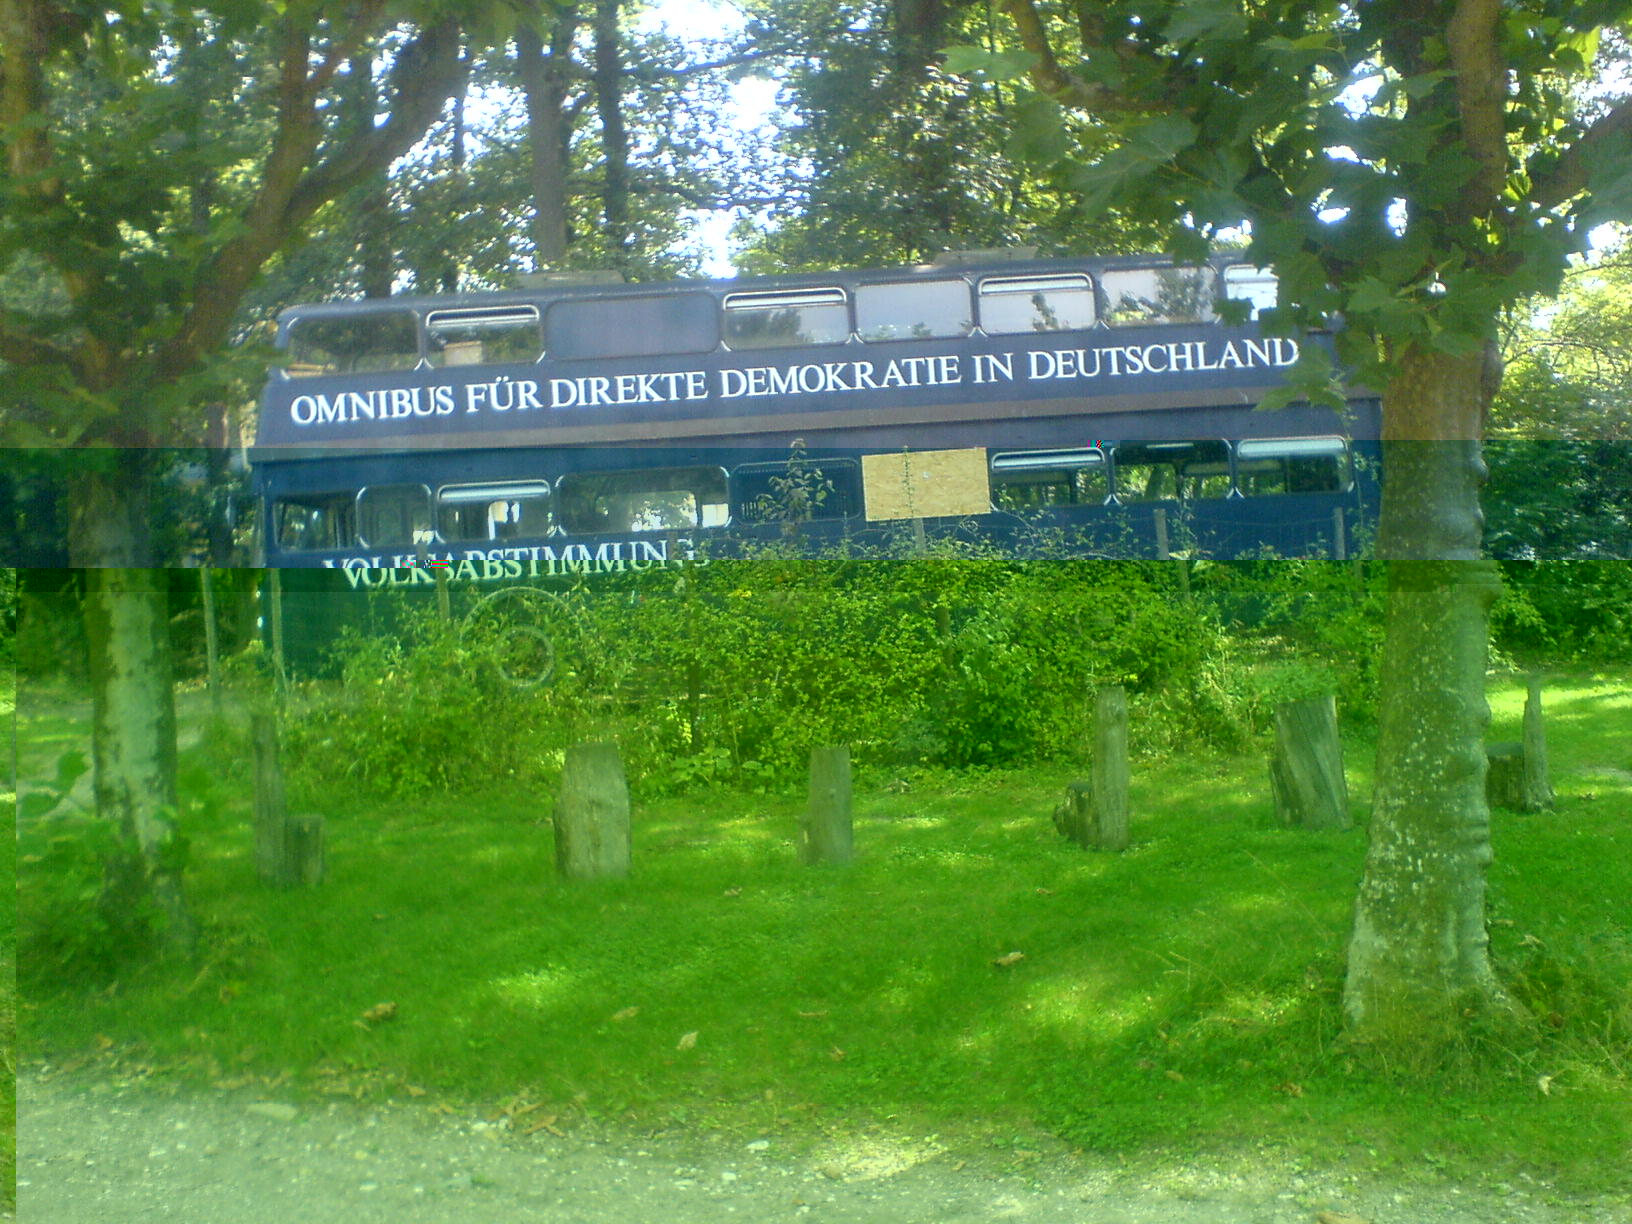 OMNIBUS FÜR DIREKTE DEMOKRATIE IN DEUTSCHLAND
VOLKSABSTIMMUNG